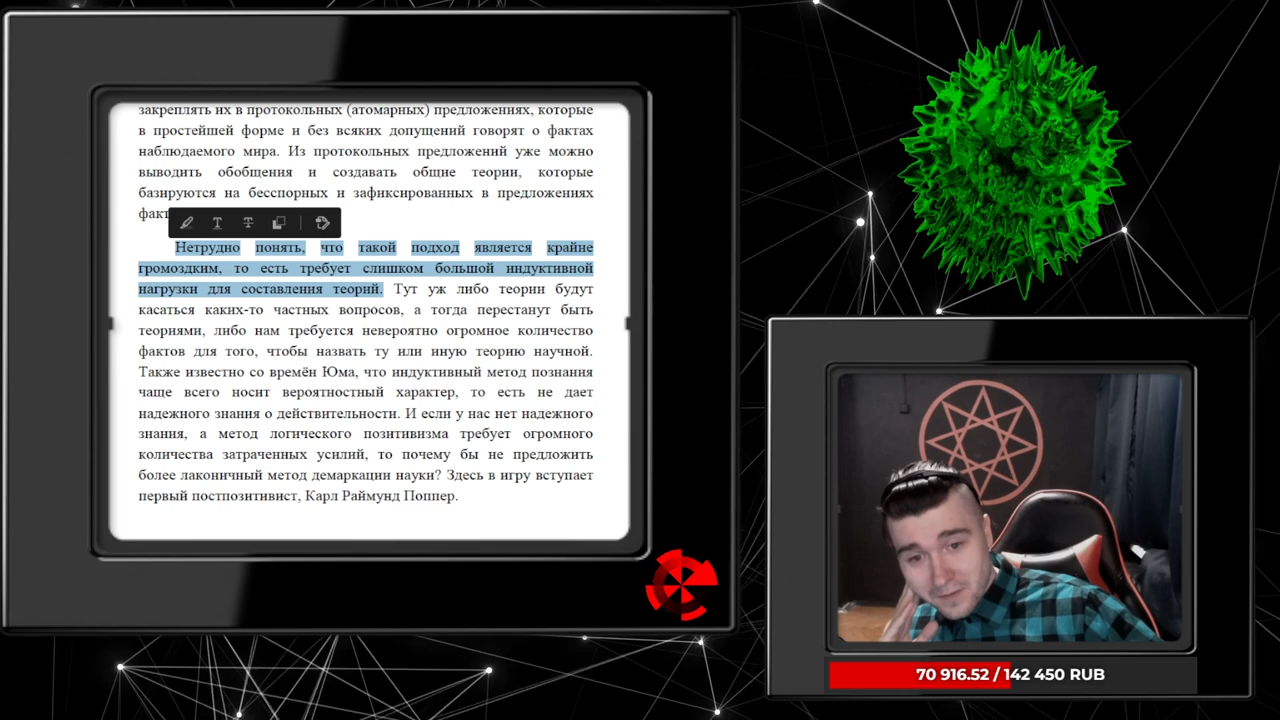 закреплять их в протокольных (атомарных) предложениях, которые
в простейшей форме и без всяких допущений говорят о фактах
наблюдаемого мира. Из протокольных предложений уже можно
выводить обобщения и создавать общие теории, которые
базируются на бесспорных и зафиксированных в предложениях
Нетрудно понять, что такой подход является крайне
громоздким, то есть требует слишком большой индуктивной
нагрузки для составления теорий. Тут уж либо теории будут
касаться каких-то частных вопросов, а тогда перестанут быть
теориями, либо нам требуется невероятно огромное количество
фактов для того, чтобы назвать ту или иную теорию научной.
Также известно со времён Юма, что индуктивный метод познания
чаще всего носит вероятностный характер, то есть не дает
надежного знания о действительности. И если у нас нет надежного
знания, а метод логического позитивизма требует огромного
количества затраченных усилий, то почему бы не предложить
более лаконичный метод демаркации науки? Здесь в игру вступает
первый постпозитивист, Карл Раймунд Поппер.
70 916.52 / 142 450 RUB